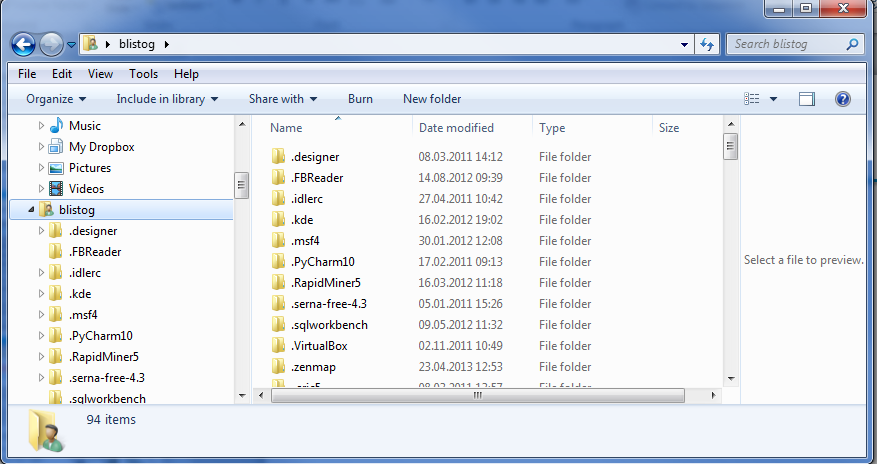 blistog
Search blistog
File Edit View Tools Help
Organize Include in library Share with Burn New folder
Music
My Dropbox
Pictures
Videos
blistog
.designer
.FBReader
.idlerc
.kde
.msf4
.PyCharm10
.RapidMiner5
.serna-free-4.3
.sqlworkbench
Name Date modified Type Size
.designer 08.03.2011 14:12 File folder
.FBReader 14.08.2012 09:39 File folder
.idlerc 27.04.2011 10:42 File folder
.kde 16.02.2012 19:02 File folder
.msf4 30.01.2012 12:08 File folder
.PyCharm10 17.02.2011 09:13 File folder
.RapidMiner5 16.03.2012 11:18 File folder
.serna-free-4.3 05.01.2011 15:26 File folder
.sqlworkbench 09.05.2012 11:32 File folder
.VirtualBox 02.11.2011 10:49 File folder
.zenmap 23.04.2013 12:53 File folder
Select a file to preview.
94 items